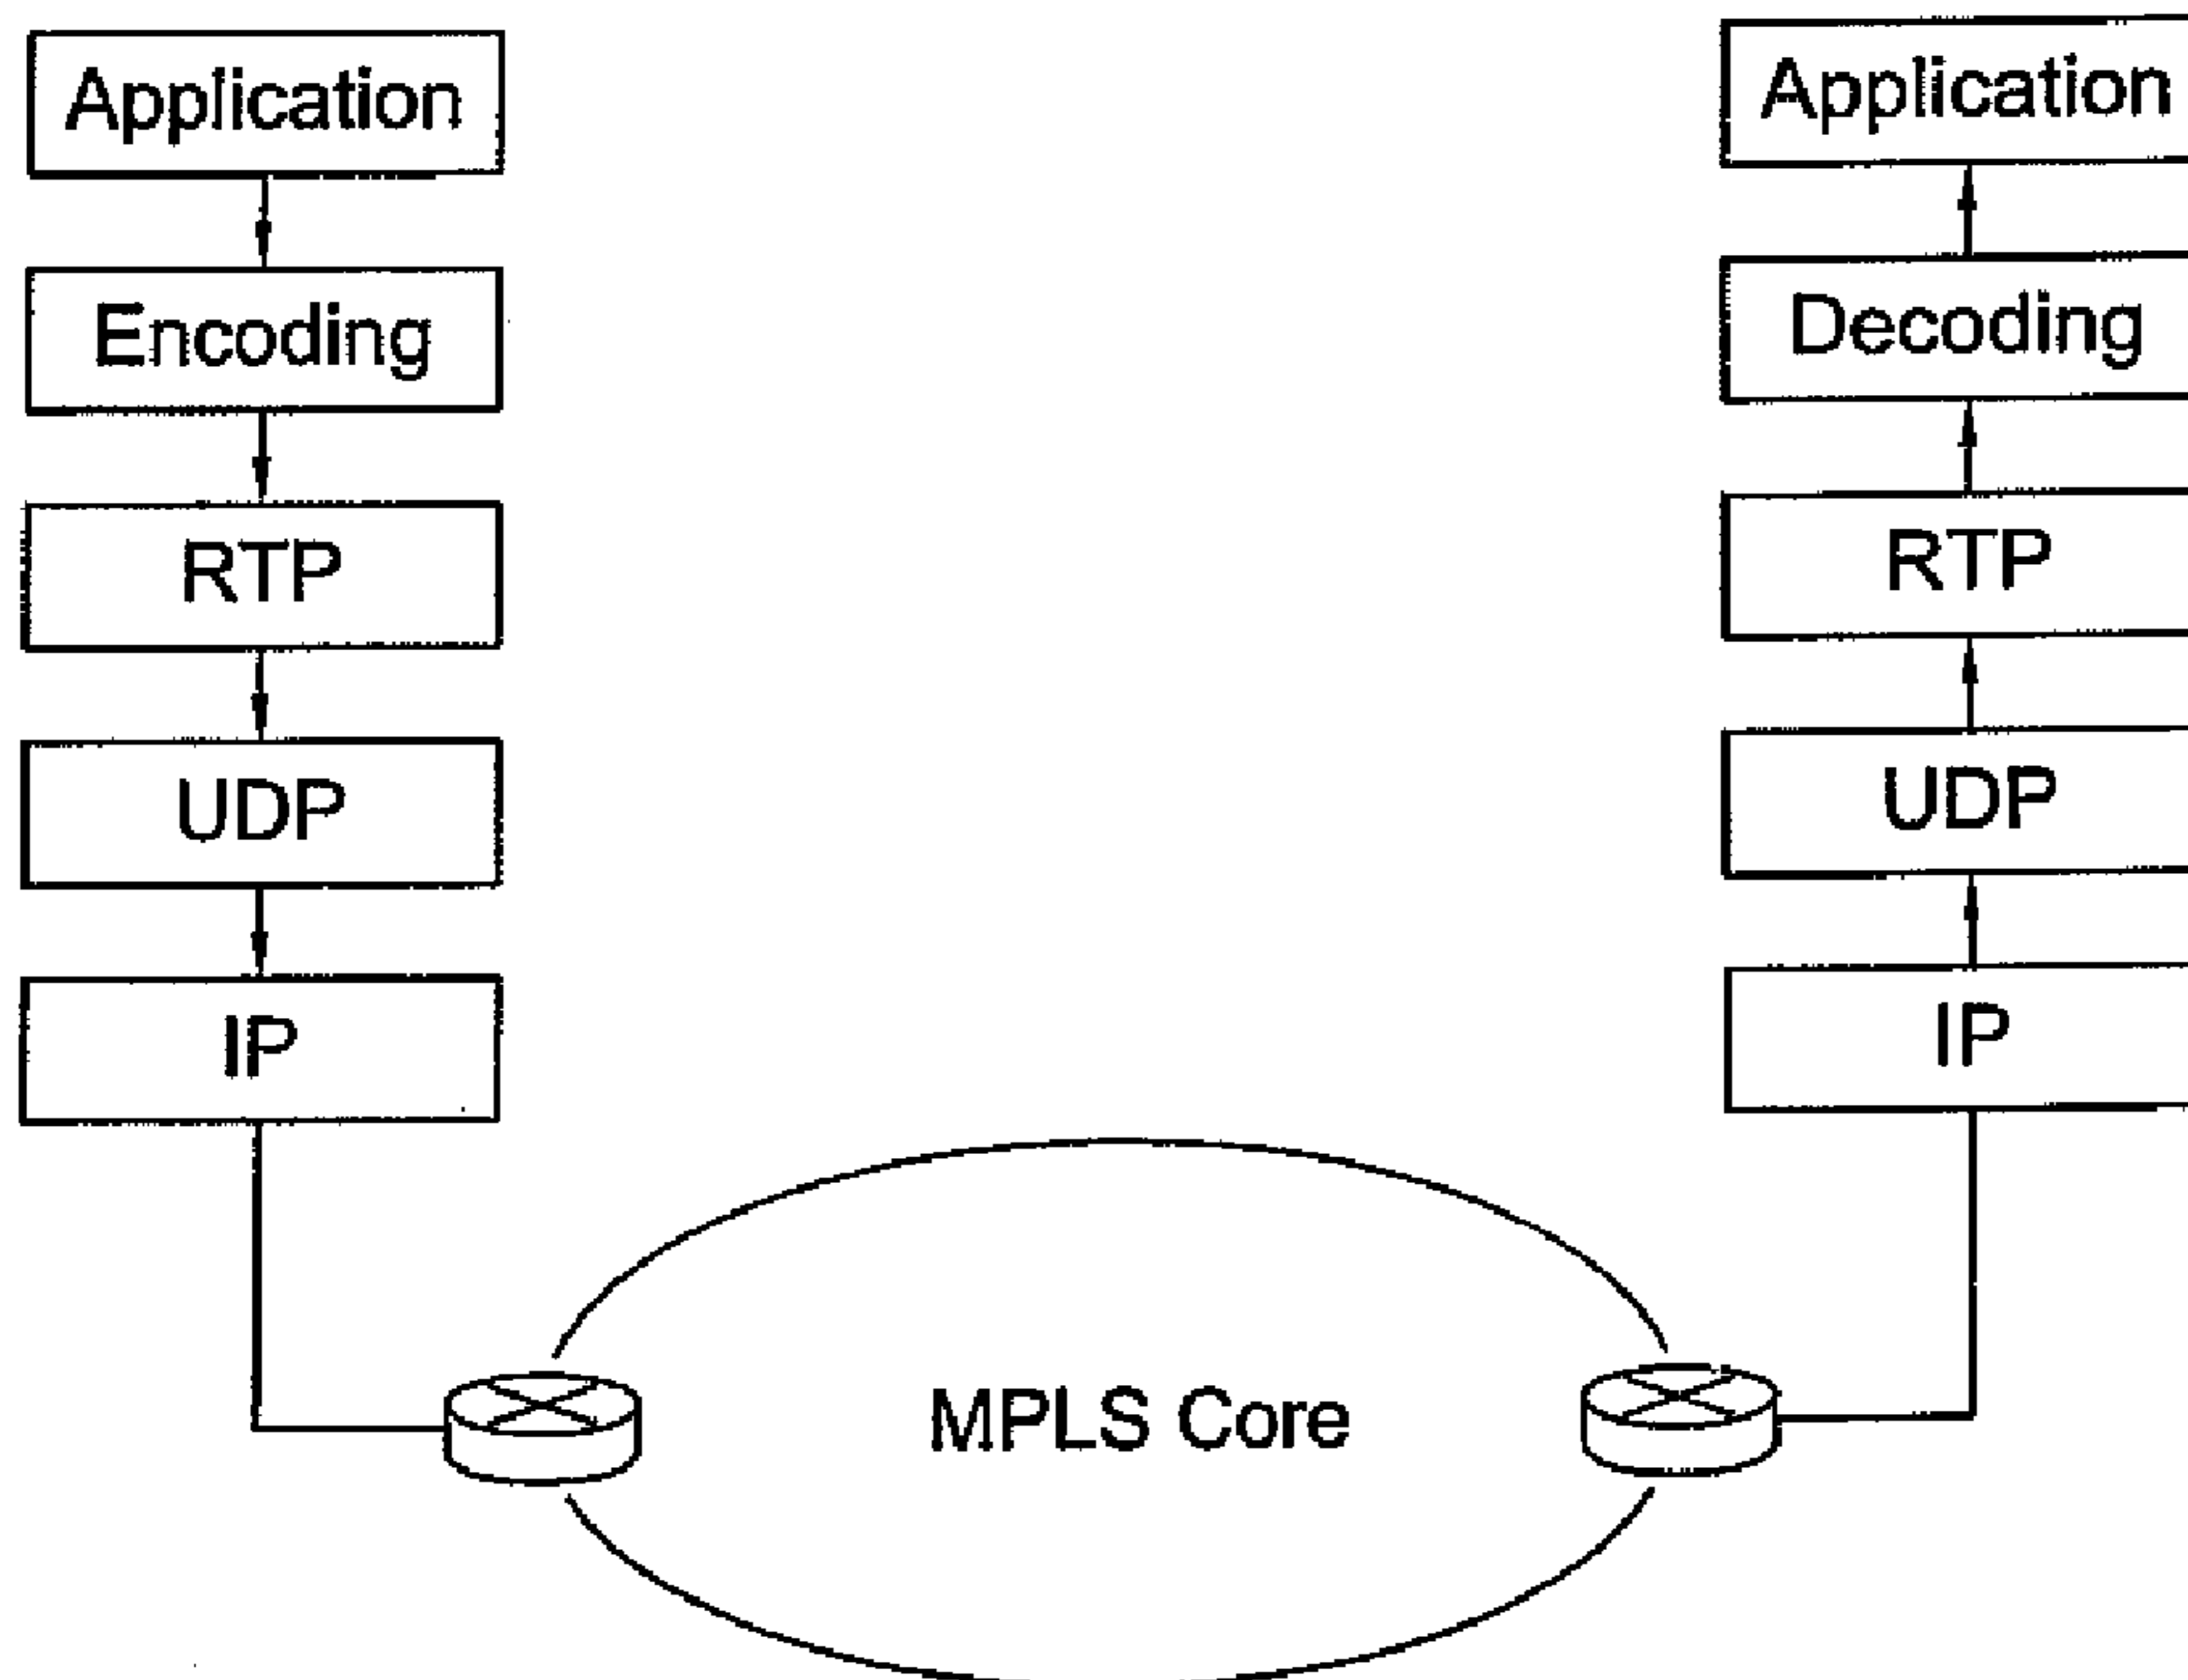 Application
Encoding
RTP
UDP
IP
Application
Decoding
RTP
UDP
IP
MPLS Core